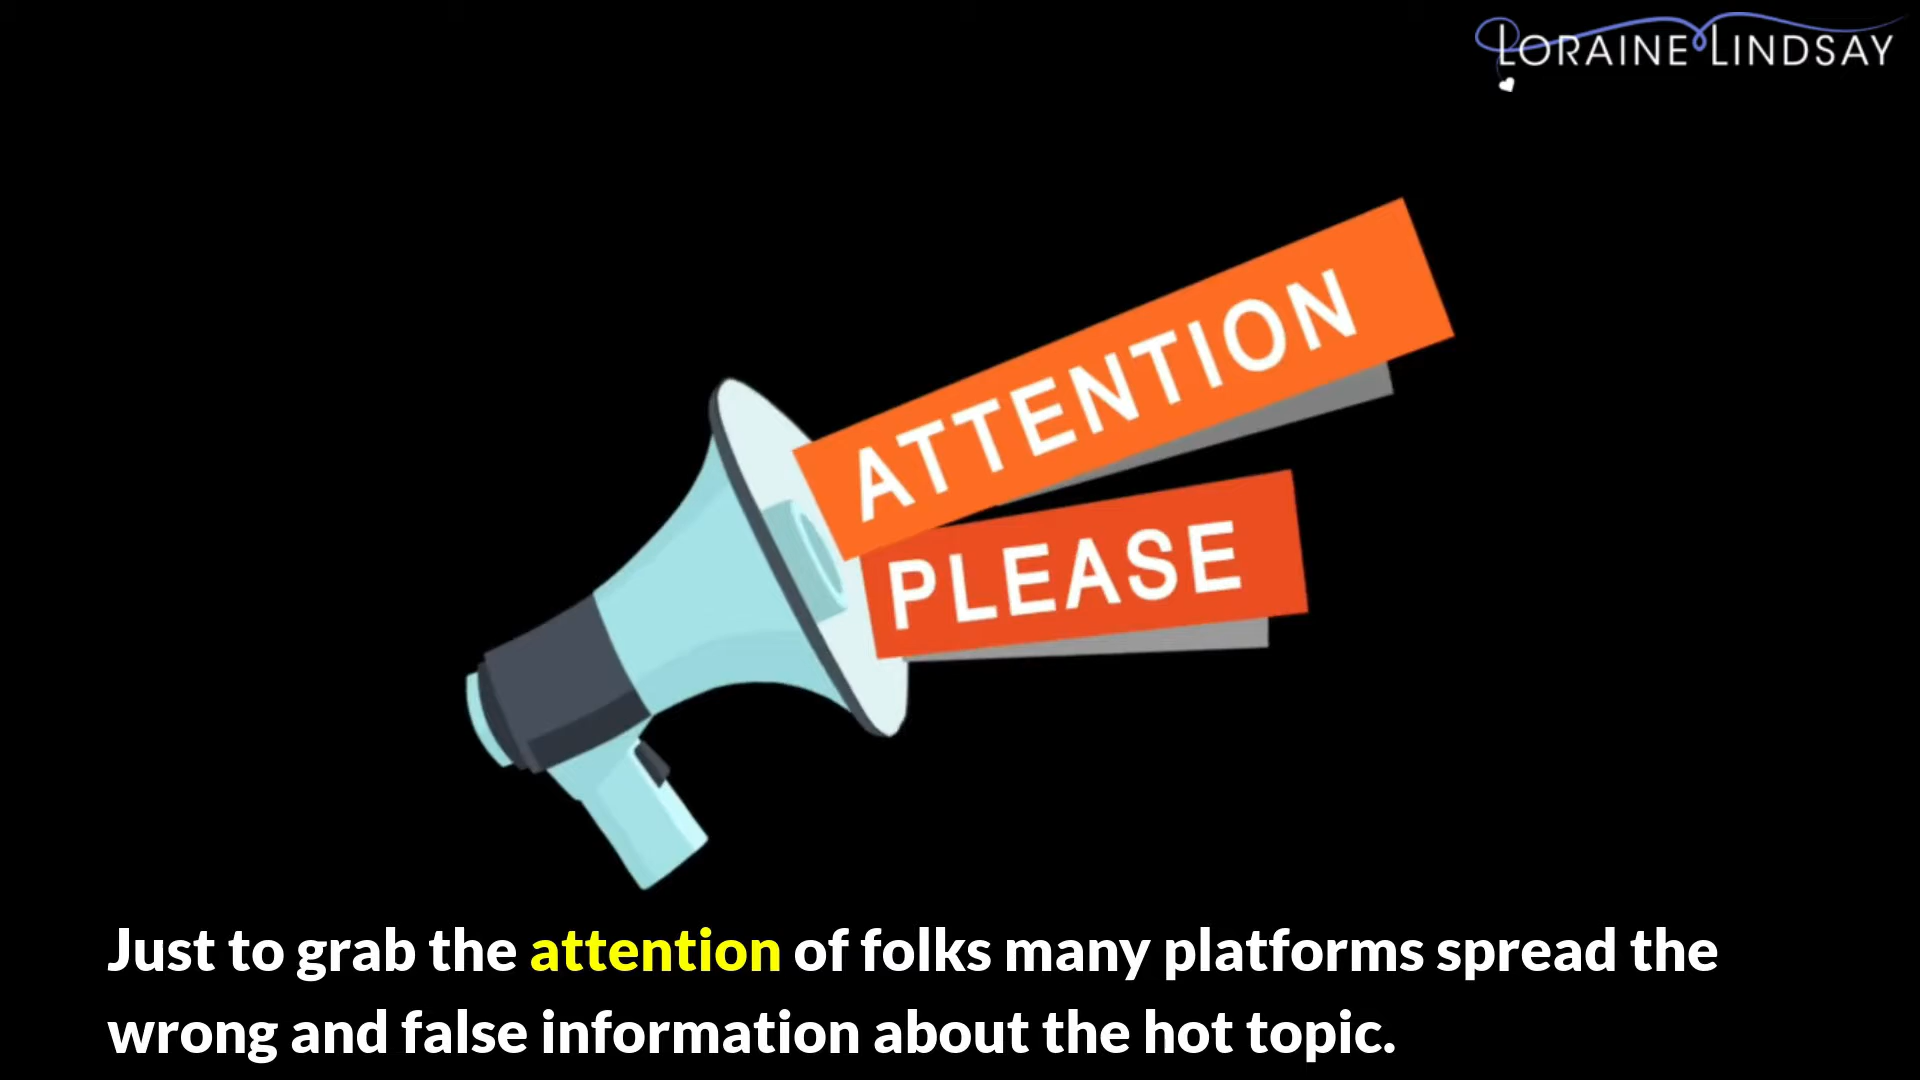 LORAINE LINDSAY
ATTENTION
PLEASE
Just to grab the attention of folks many platforms spread the
wrong and false information about the hot topic.